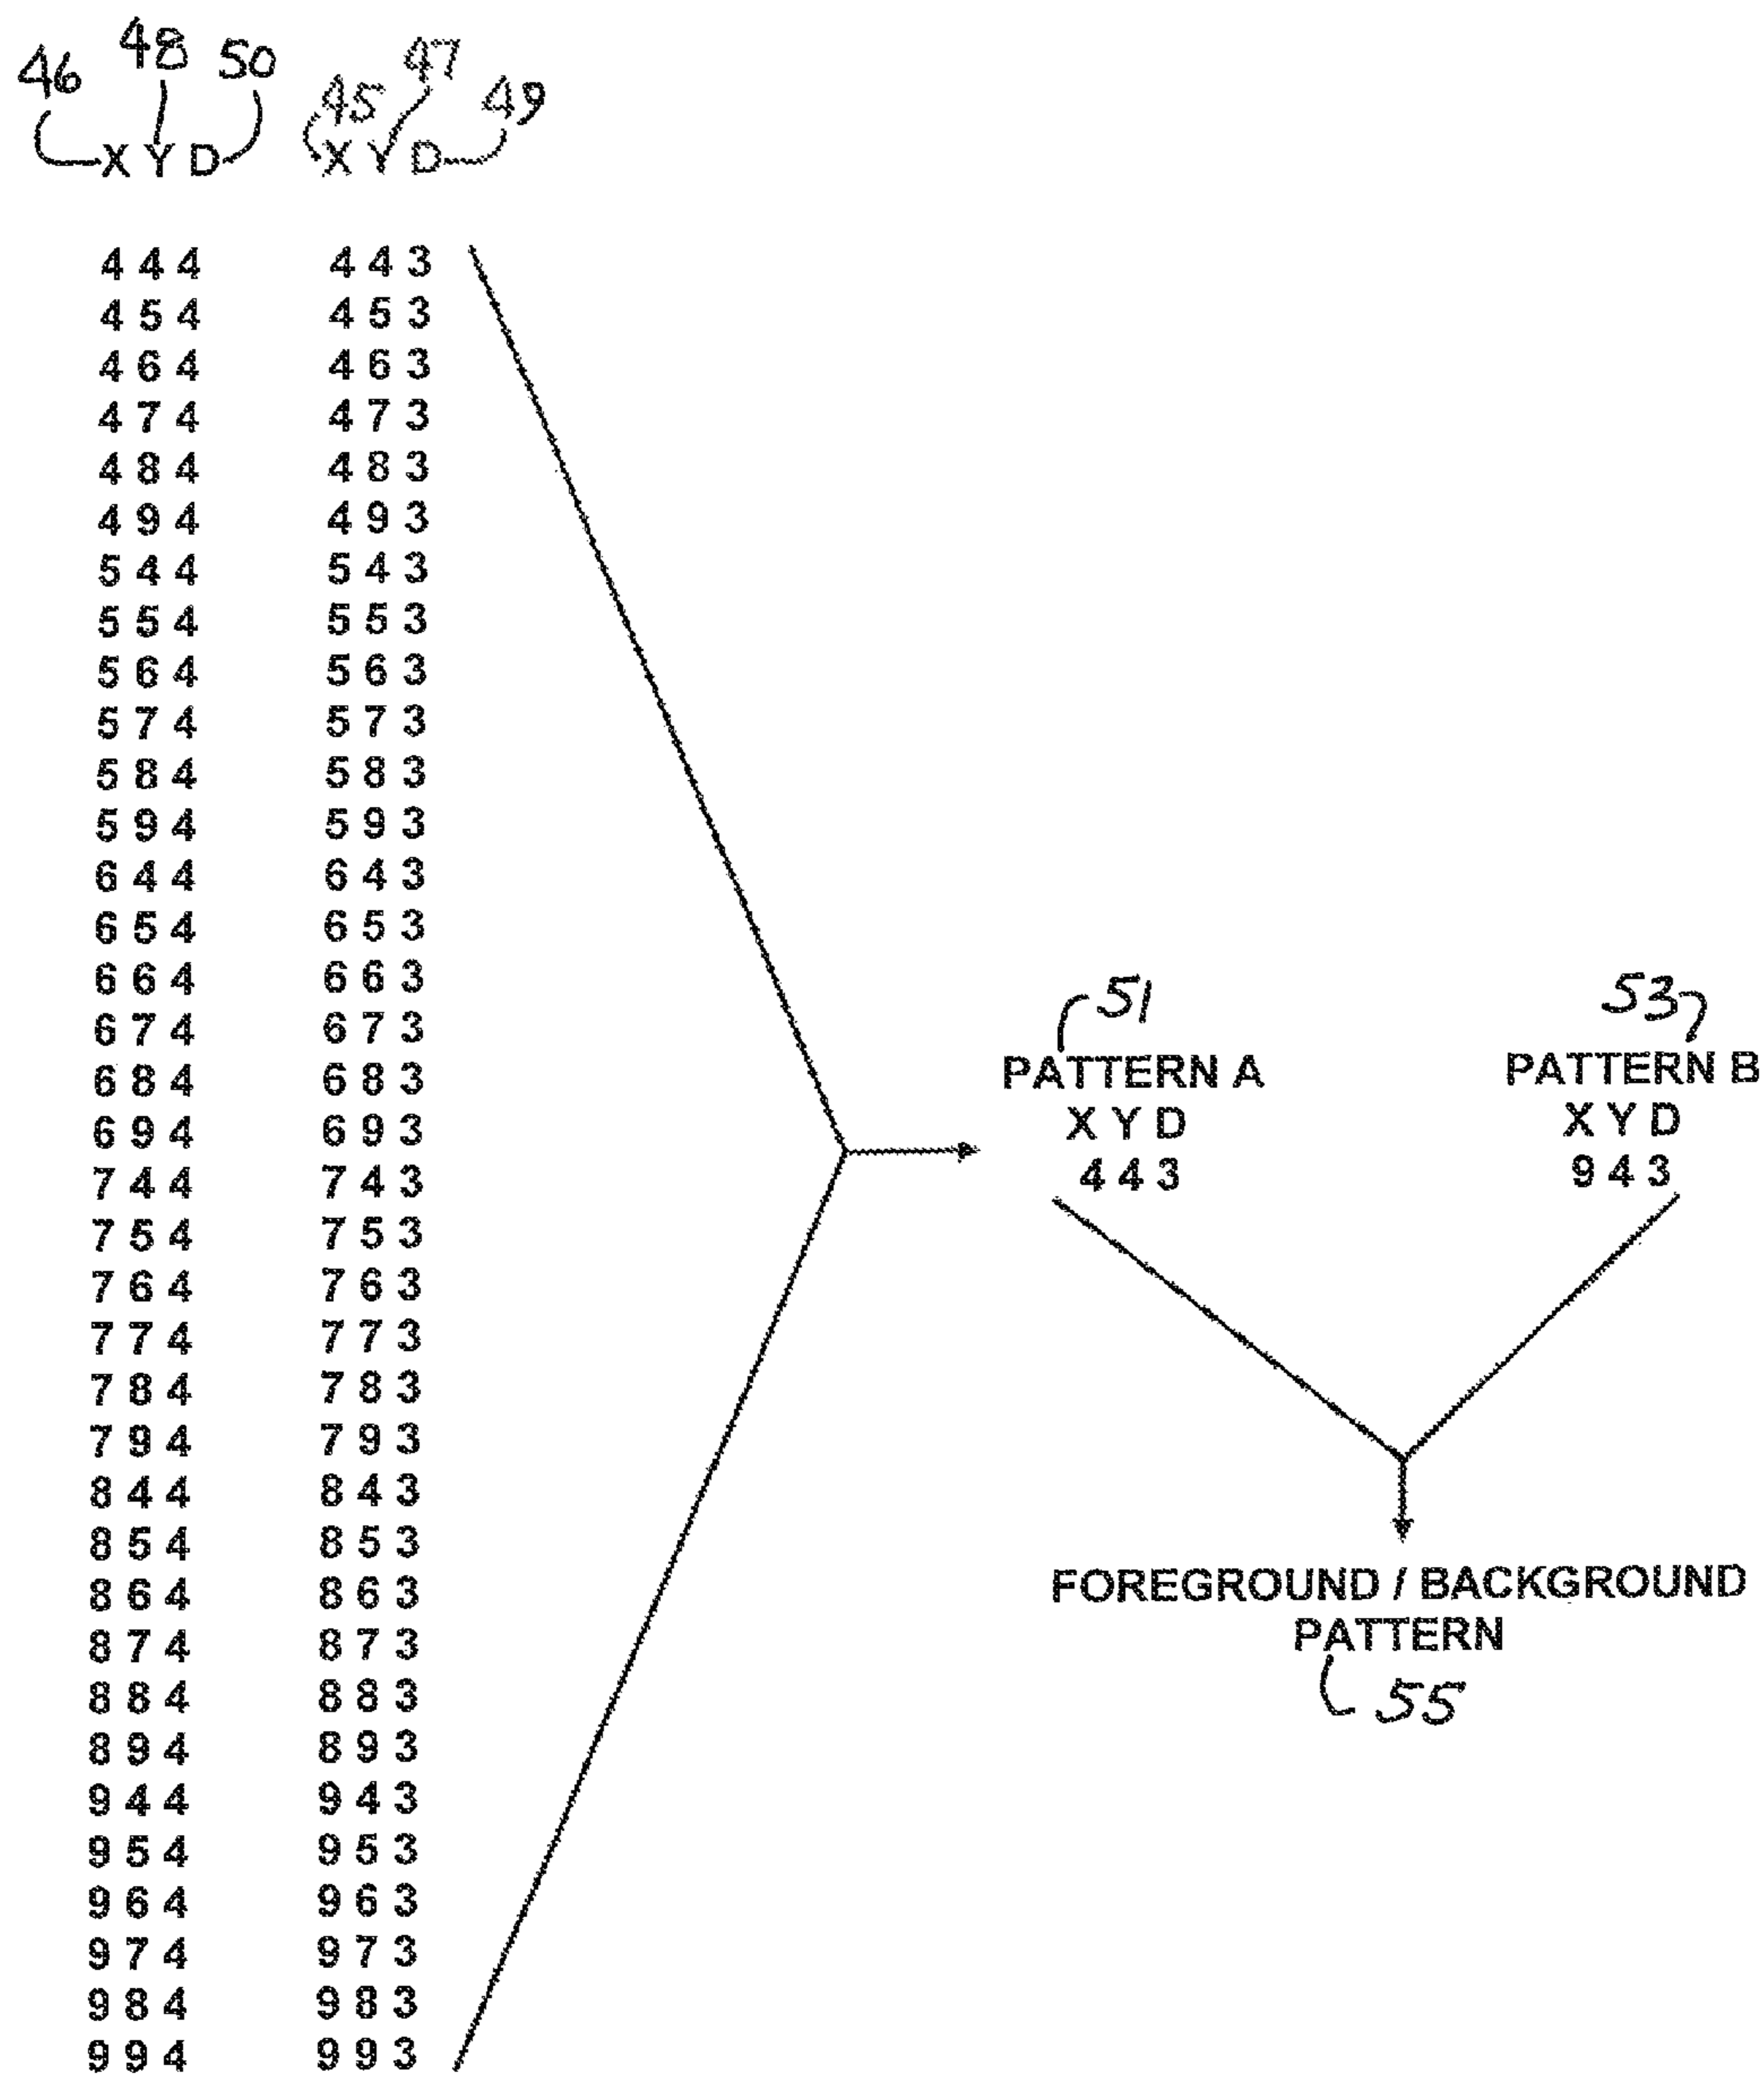 46 48 50 45 47 49
X Y D X Y D
4 4 4 4 4 3
4 5 4 4 5 3
4 6 4 4 6 3
4 7 4 4 7 3
4 8 4 4 8 3
4 9 4 4 9 3
5 4 4 5 4 3
5 5 4 5 5 3
5 6 4 5 6 3
5 7 4 5 7 3
5 8 4 5 8 3
5 9 4 5 9 3
6 4 4 6 4 3
6 5 4 6 5 3
6 6 4 6 6 3
6 7 4 6 7 3
6 8 4 6 8 3
6 9 4 6 9 3
7 4 4 7 4 3
7 5 4 7 5 3
7 6 4 7 6 3
7 7 4 7 7 3
7 8 4 7 8 3
7 9 4 7 9 3
8 4 4 8 4 3
8 5 4 8 5 3
8 6 4 8 6 3
8 7 4 8 7 3
8 8 4 8 8 3
8 9 4 8 9 3
9 4 4 9 4 3
9 5 4 9 5 3
9 6 4 9 6 3
9 7 4 9 7 3
9 8 4 9 8 3
9 9 4 9 9 3
51
PATTERN A
X Y D
4 4 3
53
PATTERN B
X Y D
9 4 3
FOREGROUND / BACKGROUND
PATTERN
55